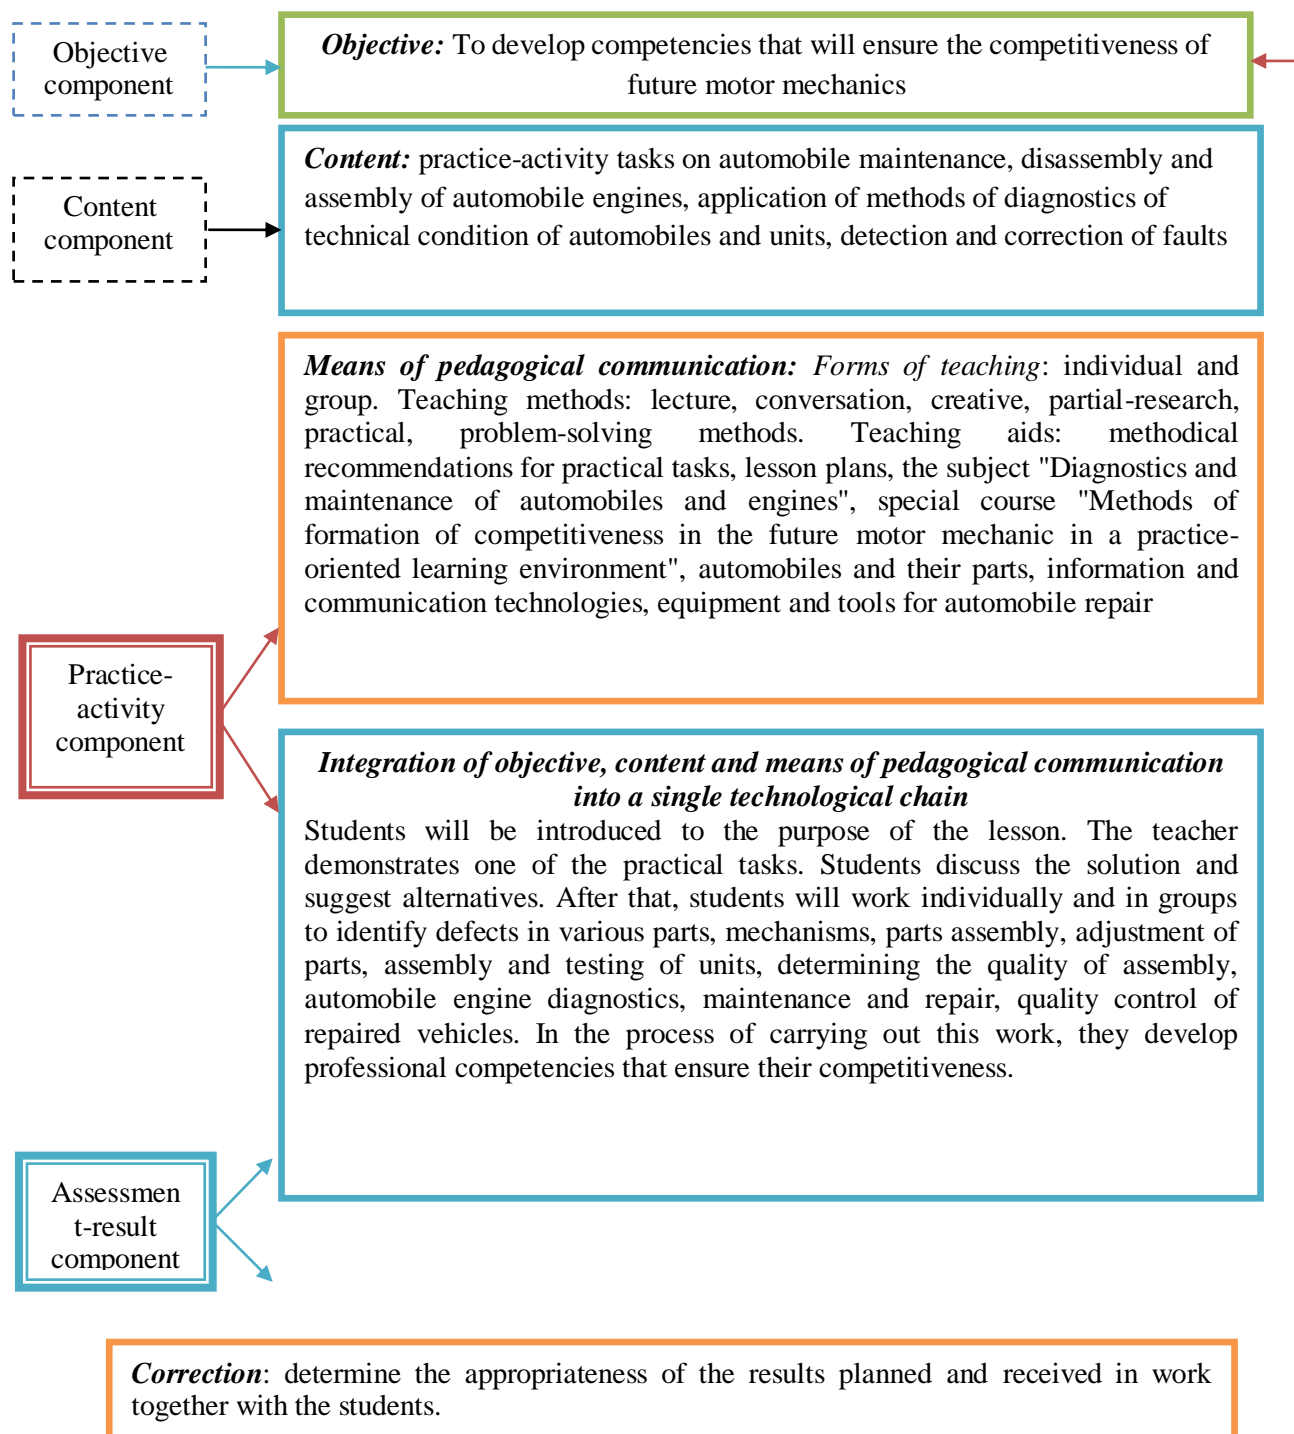 Objective
component
Objective: To develop competencies that will ensure the competitiveness of
future motor mechanics
Content
component
Content: practice-activity tasks on automobile maintenance, disassembly and
assembly of automobile engines, application of methods of diagnostics of
technical condition of automobiles and units, detection and correction of faults
Means of pedagogical communication: Forms of teaching: individual and
group. Teaching methods: lecture, conversation, creative, partial-research,
practical, problem-solving methods. Teaching aids: methodical
recommendations for practical tasks, lesson plans, the subject "Diagnostics and
maintenance of automobiles and engines", special course "Methods of
formation of competitiveness in the future motor mechanic in a practice-
oriented learning environment", automobiles and their parts, information and
communication technologies, equipment and tools for automobile repair
Practice-
activity
component
Integration of objective, content and means of pedagogical communication
into a single technological chain
Students will be introduced to the purpose of the lesson. The teacher
demonstrates one of the practical tasks. Students discuss the solution and
suggest alternatives. After that, students will work individually and in groups
to identify defects in various parts, mechanisms, parts assembly, adjustment of
parts, assembly and testing of units, determining the quality of assembly,
automobile engine diagnostics, maintenance and repair, quality control of
repaired vehicles. In the process of carrying out this work, they develop
professional competencies that ensure their competitiveness.
Assessmen
t-result
component
Correction: determine the appropriateness of the results planned and received in work
together with the students.